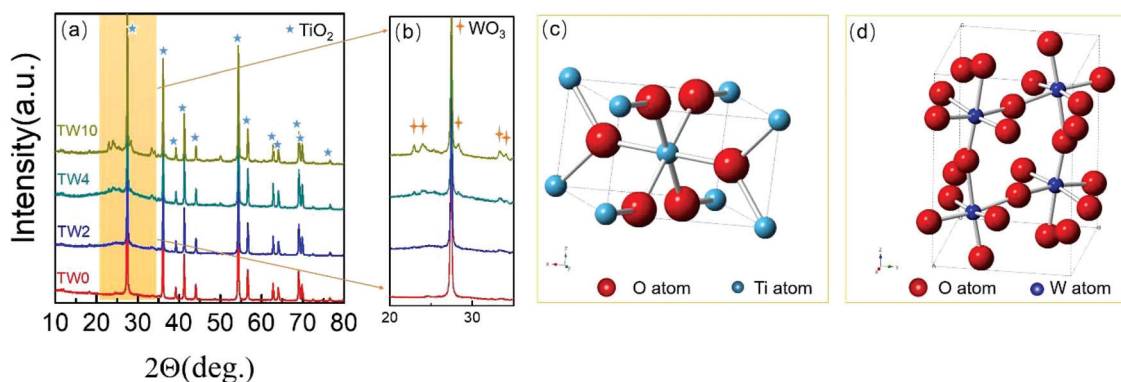 (a)
TiO2
TW10
TW4
TW2
TW0
Intensity(a.u.)
10 20 30 40 50 60 70 80
2Θ(deg.)
(b)
WO3
20 25 30
(c)
O atom Ti atom
(d)
O atom W atom